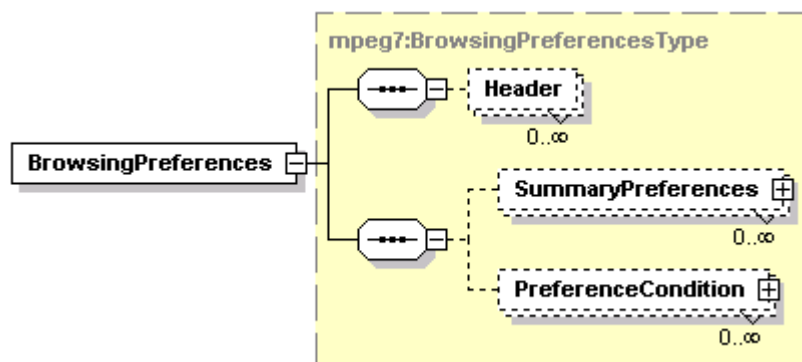 mpeg7:BrowsingPreferencesType
Header
0..∞
BrowsingPreferences
SummaryPreferences
0..∞
PreferenceCondition
0..∞